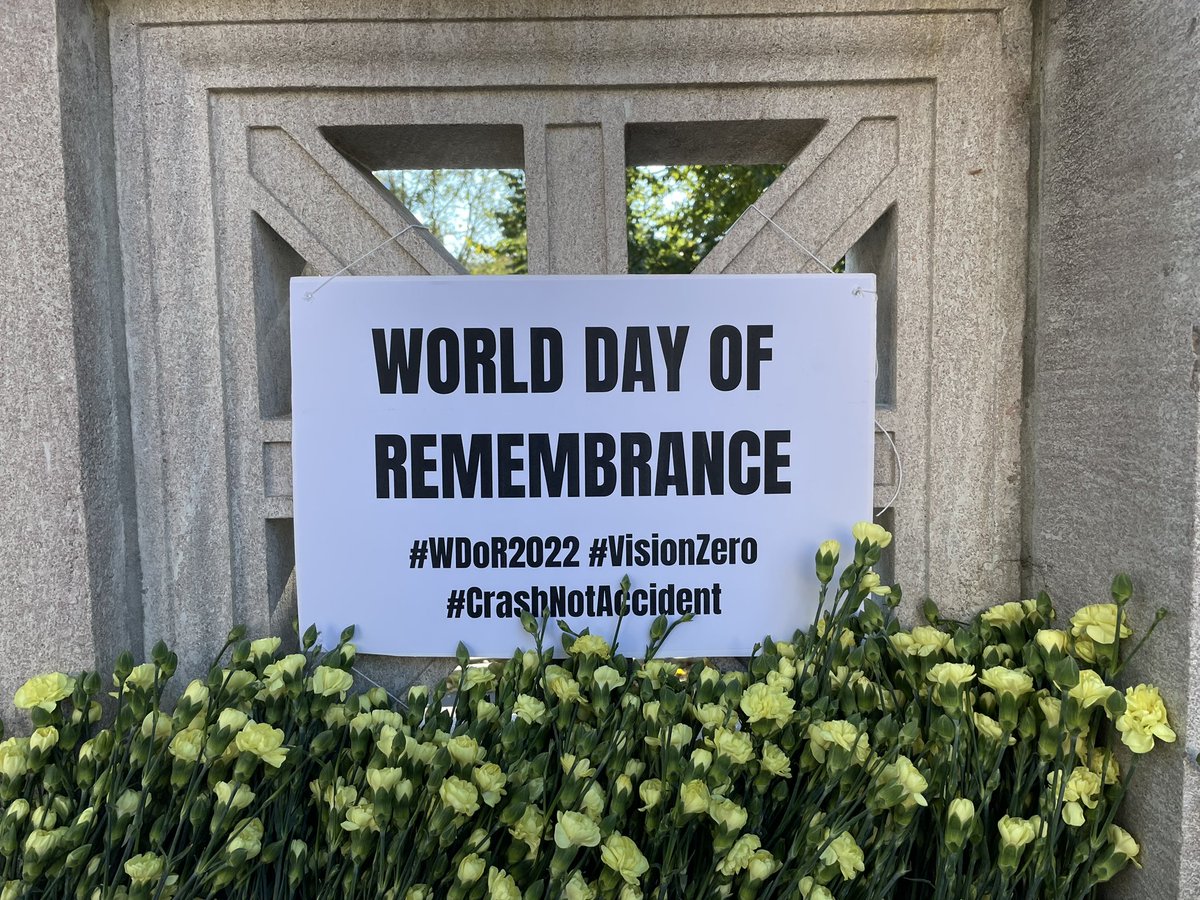 WORLD DAY OF
REMEMBRANCE
#WDoR2022 #VisionZero
#CrashNotAccident